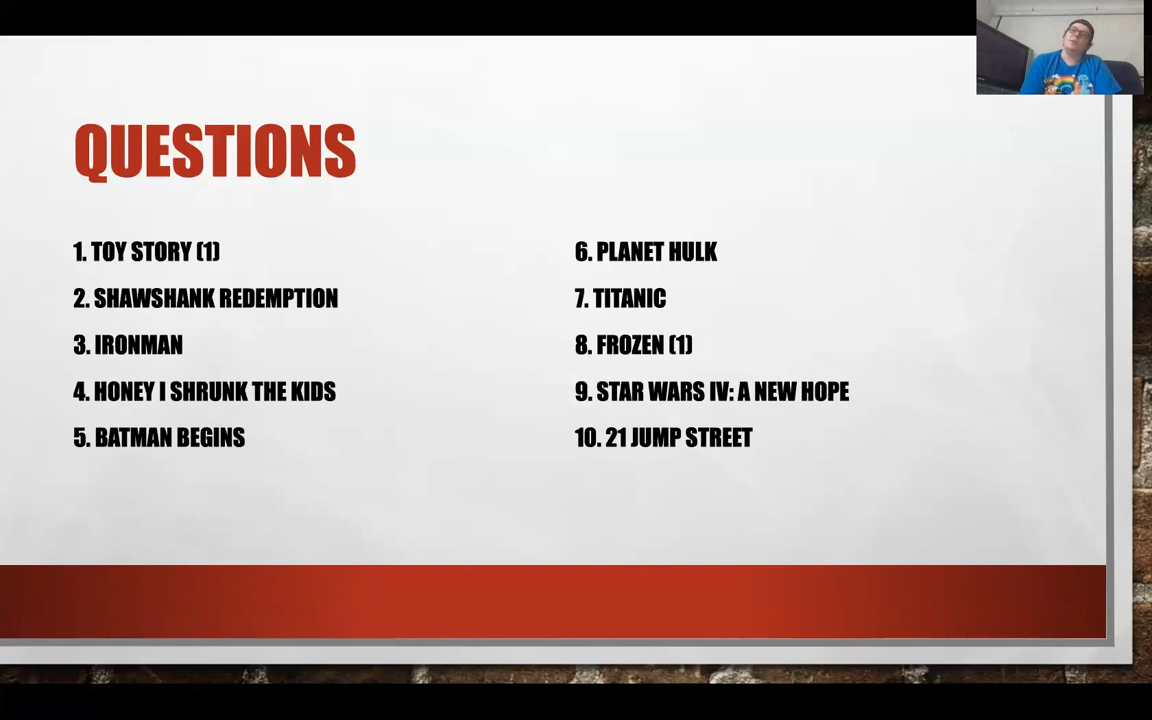 QUESTIONS
1. TOY STORY (1)
2. SHAWSHANK REDEMPTION
3. IRONMAN
4. HONEY I SHRUNK THE KIDS
5. BATMAN BEGINS
6. PLANET HULK
7. TITANIC
8. FROZEN (1)
9. STAR WARS IV: A NEW HOPE
10. 21 JUMP STREET